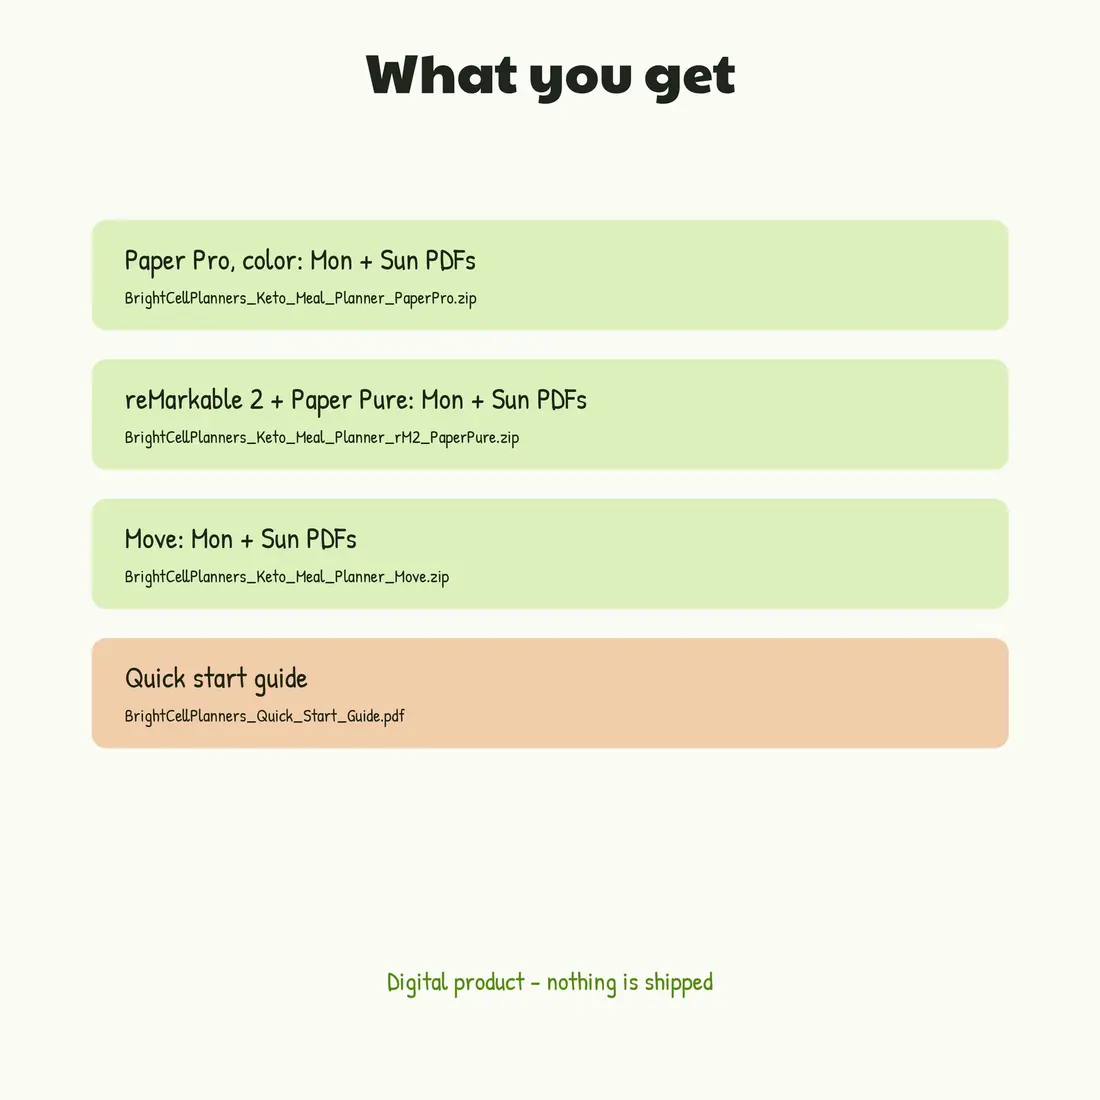 What you get
Paper Pro, color: Mon + Sun PDFs
BrightCellPlanners_Keto_Meal_Planner_PaperPro.zip
reMarkable 2 + Paper Pure: Mon + Sun PDFs
BrightCellPlanners_Keto_Meal_Planner_rM2_PaperPure.zip
Move: Mon + Sun PDFs
BrightCellPlanners_Keto_Meal_Planner_Move.zip
Quick start guide
BrightCellPlanners_Quick_Start_Guide.pdf
Digital product – nothing is shipped